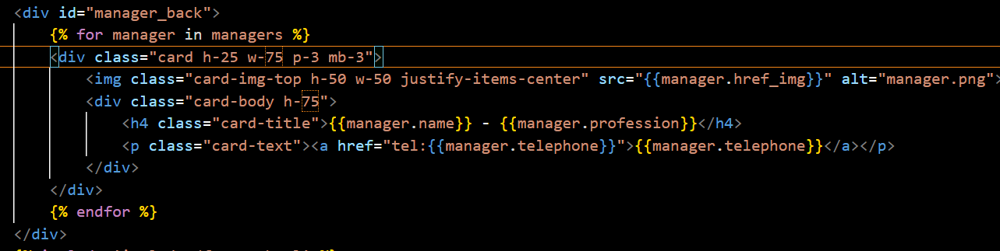 <div id="manager_back">
{% for manager in managers %}
<div class="card h-25 w-75 p-3 mb-3">
<img class="card-img-top h-50 w-50 justify-items-center" src="{{manager.href_img}}" alt="manager.png">
<div class="card-body h-75">
<h4 class="card-title">{{manager.name}} - {{manager.profession}}</h4>
<p class="card-text"><a href="tel:{{manager.telephone}}">{{manager.telephone}}</a></p>
</div>
</div>
{% endfor %}
</div>